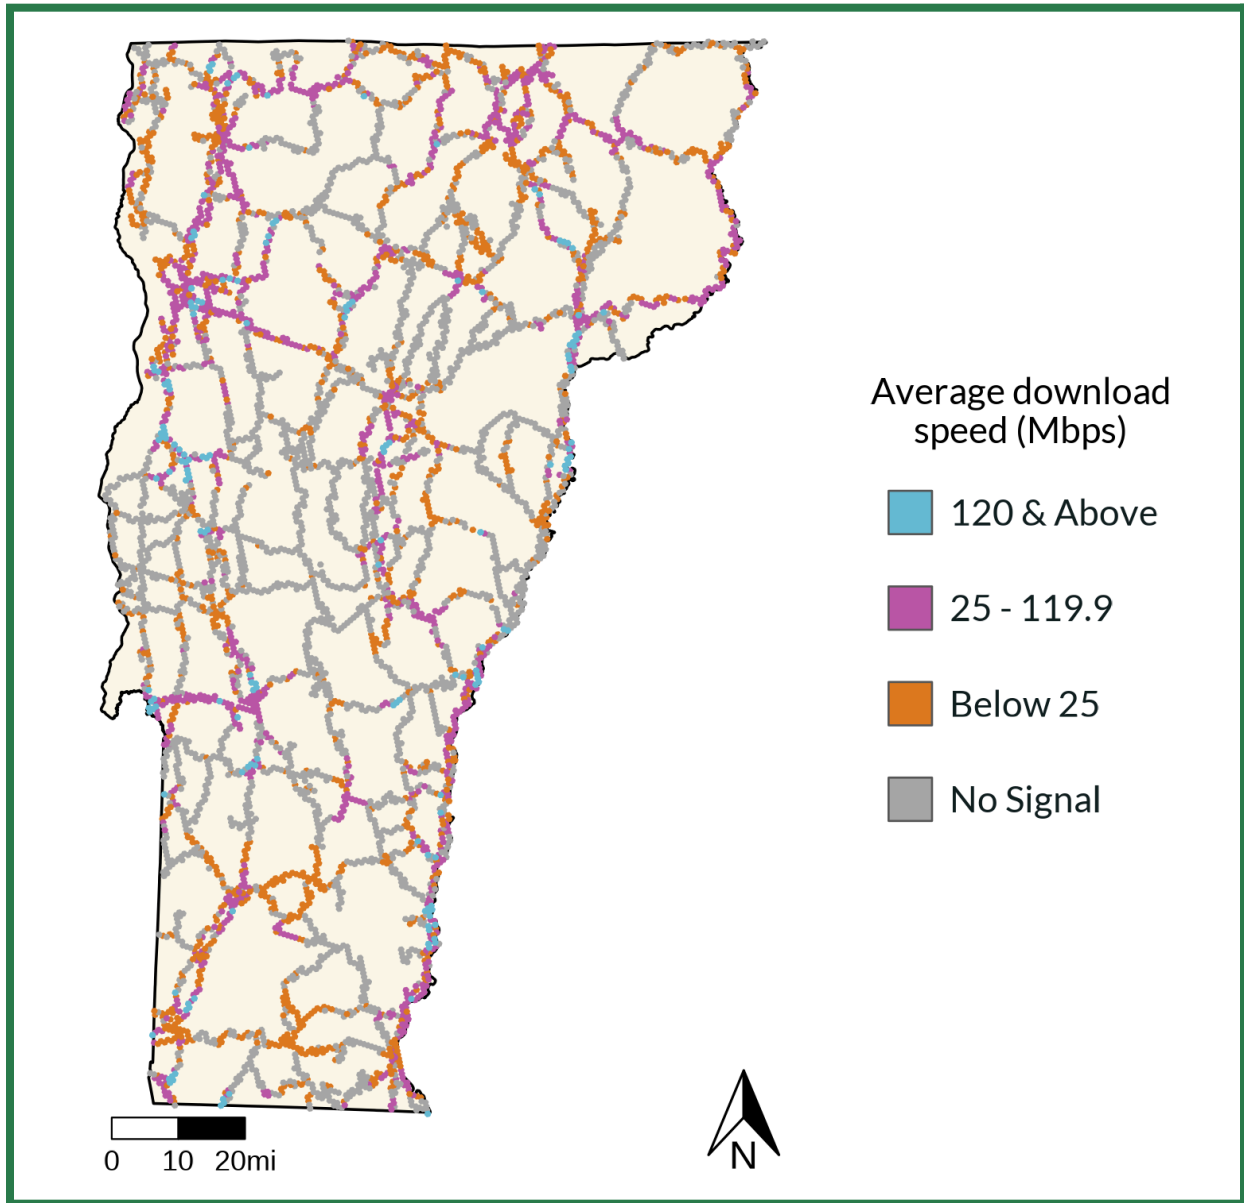 Average download
speed (Mbps)
120 & Above
25 - 119.9
Below 25
No Signal
0 10 20mi
N